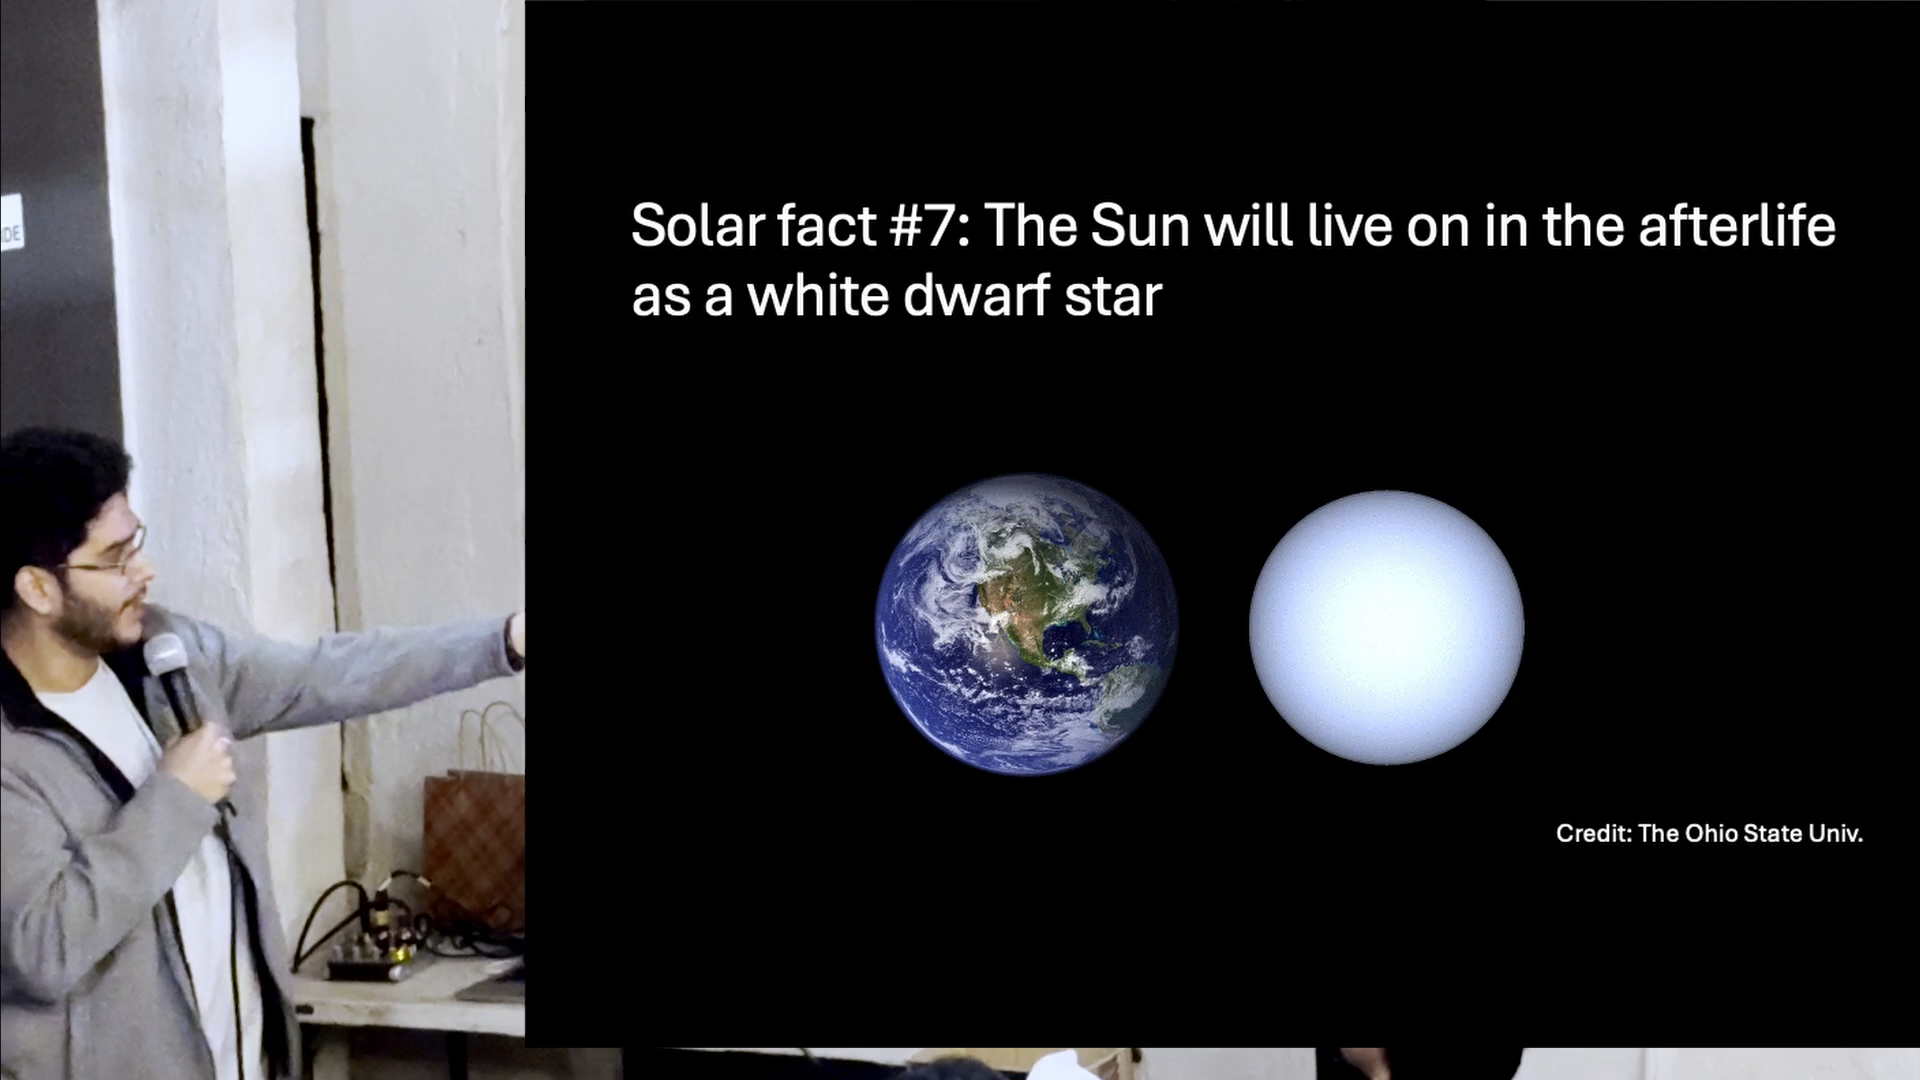 Solar fact #7: The Sun will live on in the afterlife
as a white dwarf star
Credit: The Ohio State Univ.